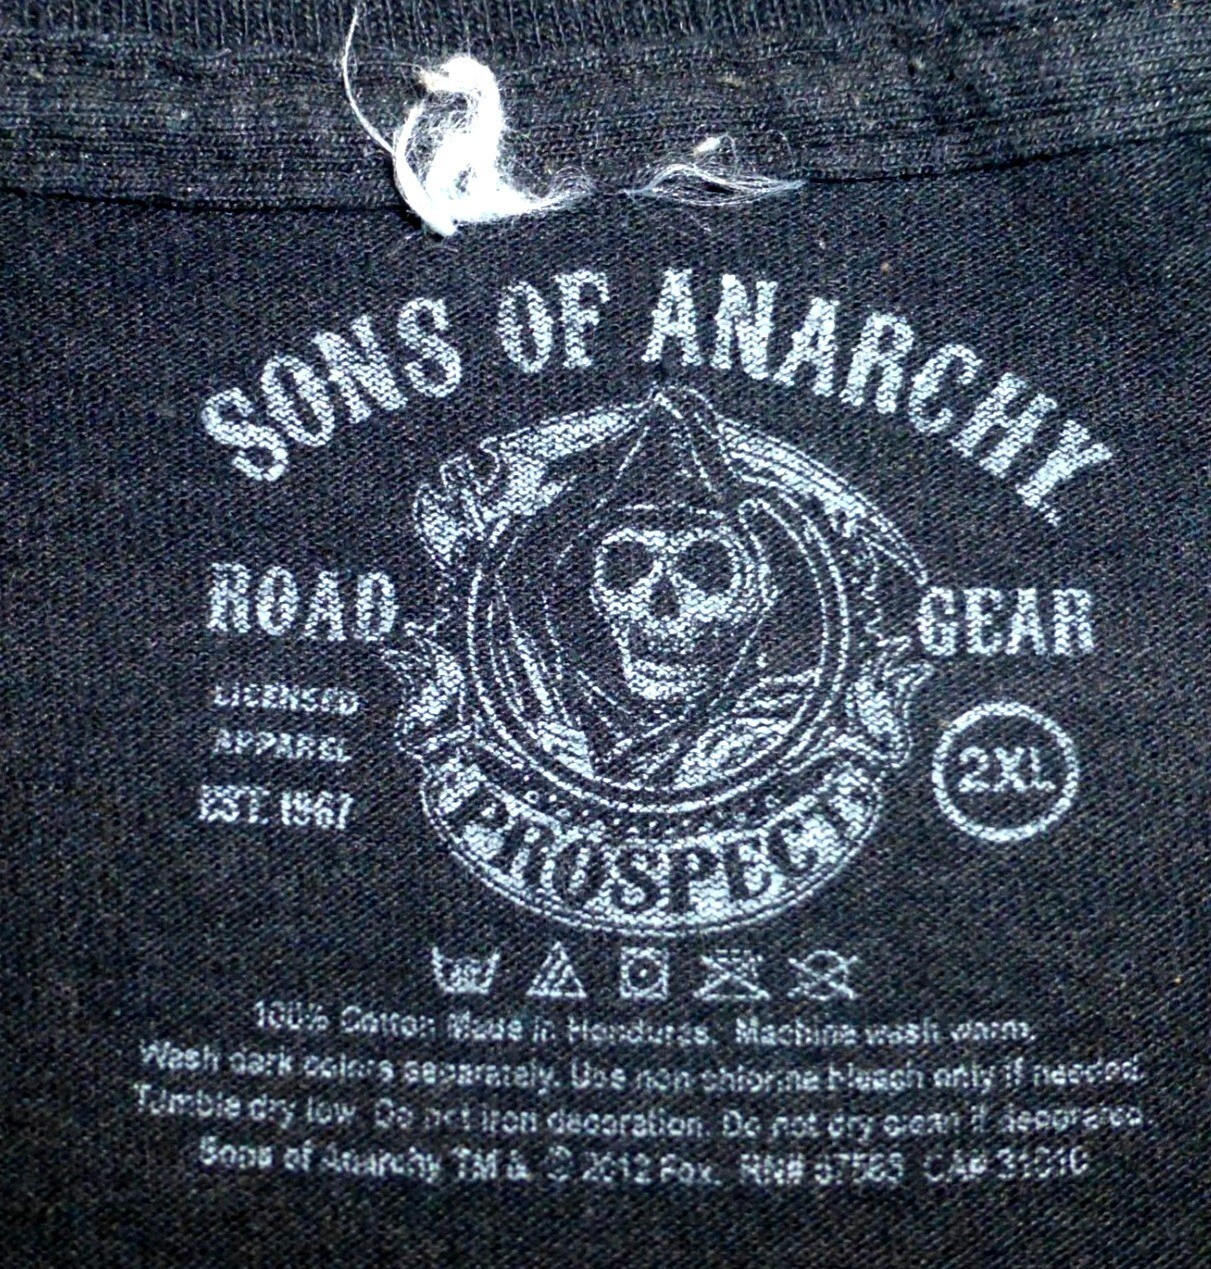 SONS OF ANARCHY
ROAD GEAR
LICENSED
APPAREL
EST. 1967
2XL
PROSPECT
100% Cotton Made in Honduras. Machine wash warm.
Wash dark colors separately. Use non chlorine bleach only if needed.
Tumble dry low. Do not iron decoration. Do not dry clean if decorated.
Sons of Anarchy TM & © 2012 Fox. RN# CA#